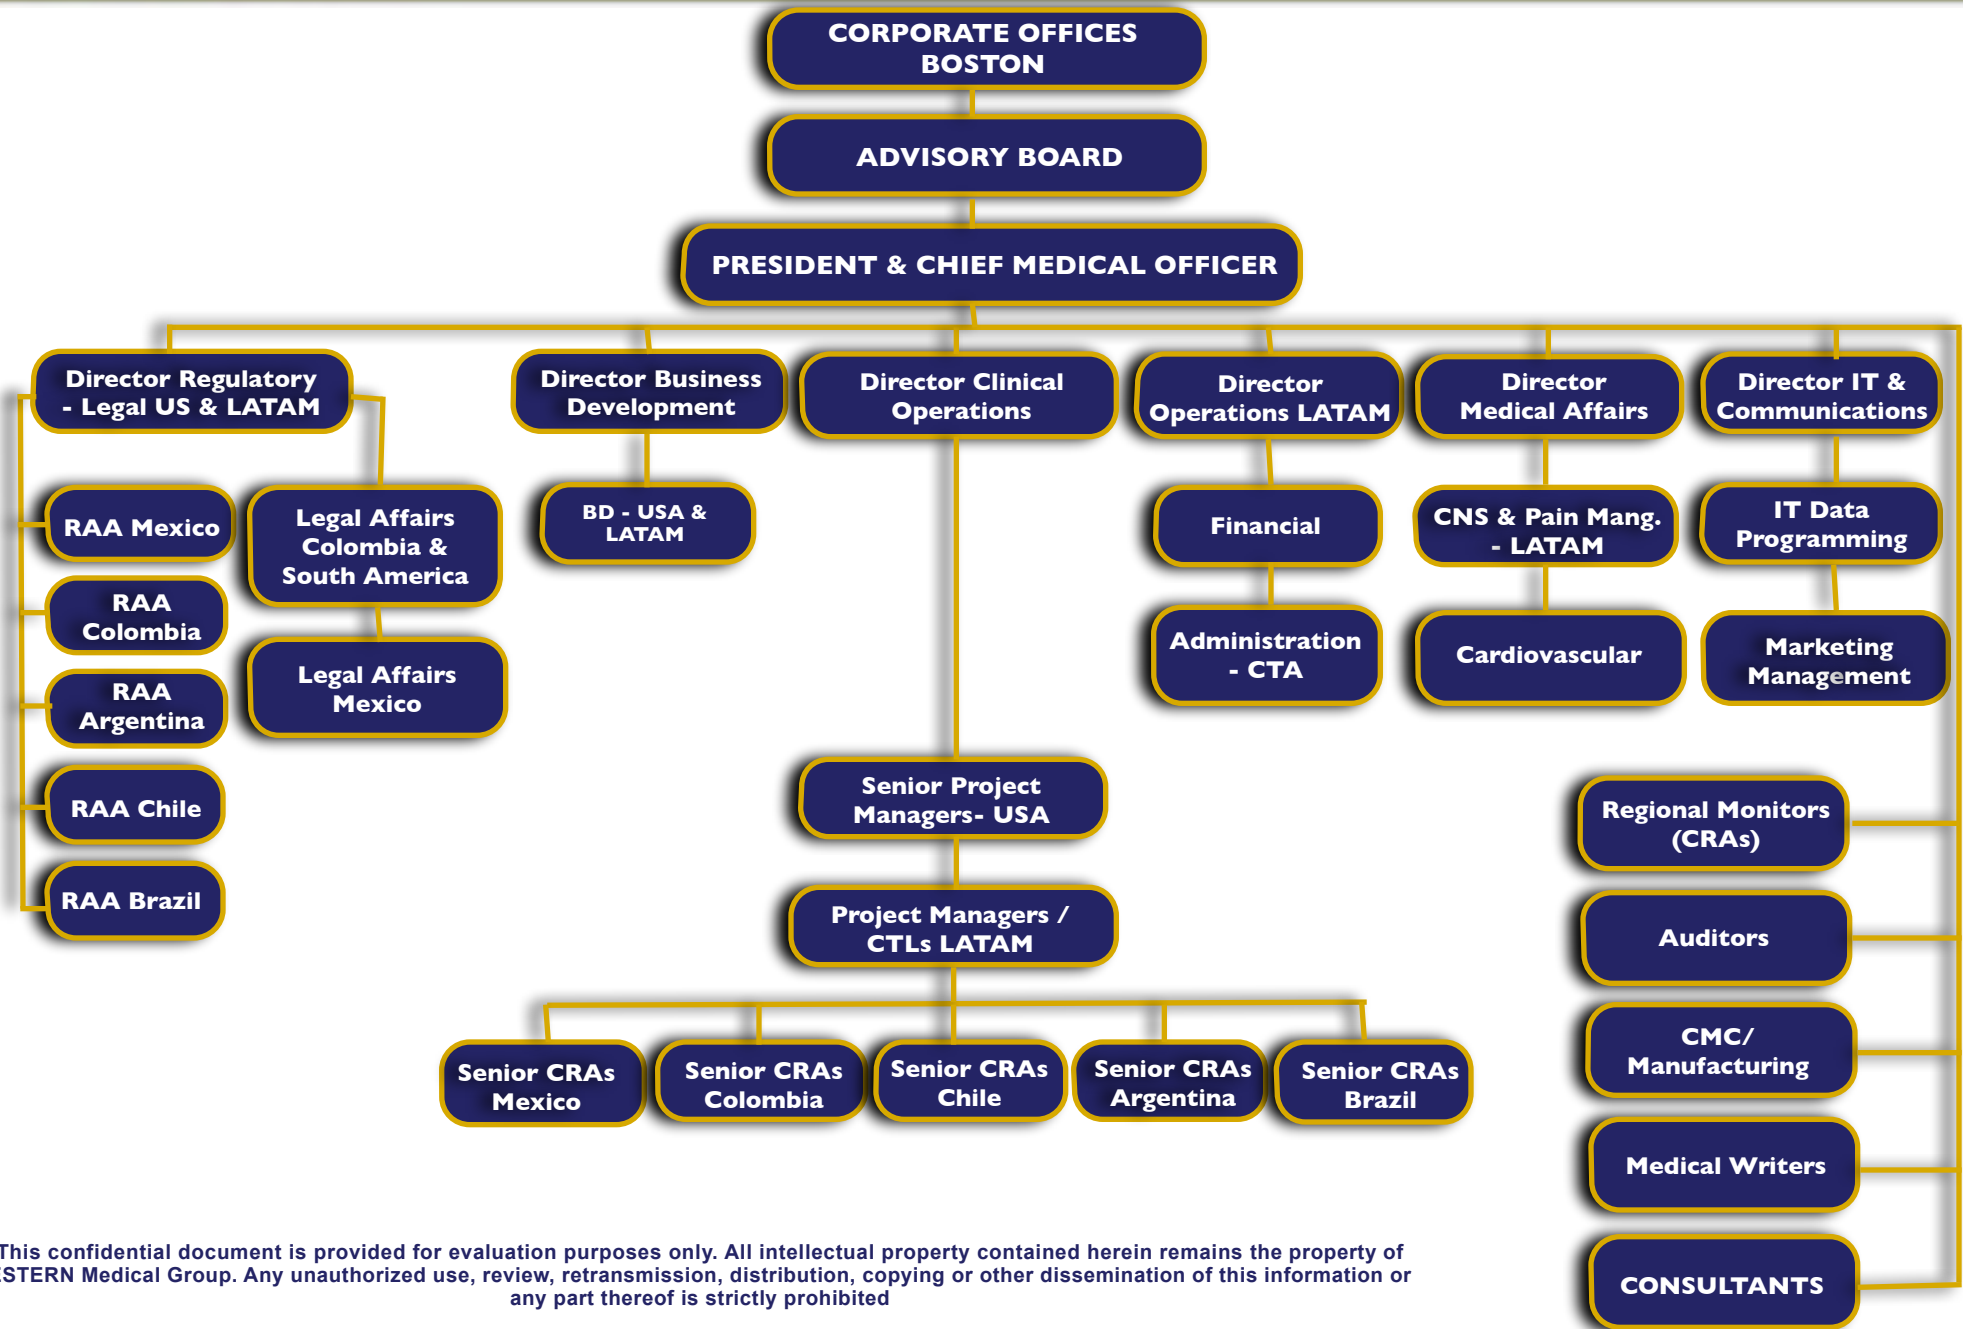 CORPORATE OFFICES
BOSTON
ADVISORY BOARD
PRESIDENT & CHIEF MEDICAL OFFICER
Director Regulatory
- Legal US & LATAM
Director Business
Development
Director Clinical
Operations
Director
Operations LATAM
Director
Medical Affairs
Director IT &
Communications
RAA Mexico
RAA
Colombia
RAA
Argentina
RAA Chile
RAA Brazil
Legal Affairs
Colombia &
South America
Legal Affairs
Mexico
BD - USA &
LATAM
Financial
Administration
- CTA
CNS & Pain Mang.
- LATAM
Cardiovascular
IT Data
Programming
Marketing
Management
Senior Project
Managers- USA
Project Managers /
CTLs LATAM
Senior CRAs
Mexico
Senior CRAs
Colombia
Senior CRAs
Chile
Senior CRAs
Argentina
Senior CRAs
Brazil
Regional Monitors
(CRAs)
Auditors
CMC/
Manufacturing
Medical Writers
CONSULTANTS
This confidential document is provided for evaluation purposes only. All intellectual property contained herein remains the property of
Medical Group. Any unauthorized use, review, retransmission, distribution, copying or other dissemination of this information or
any part thereof is strictly prohibited